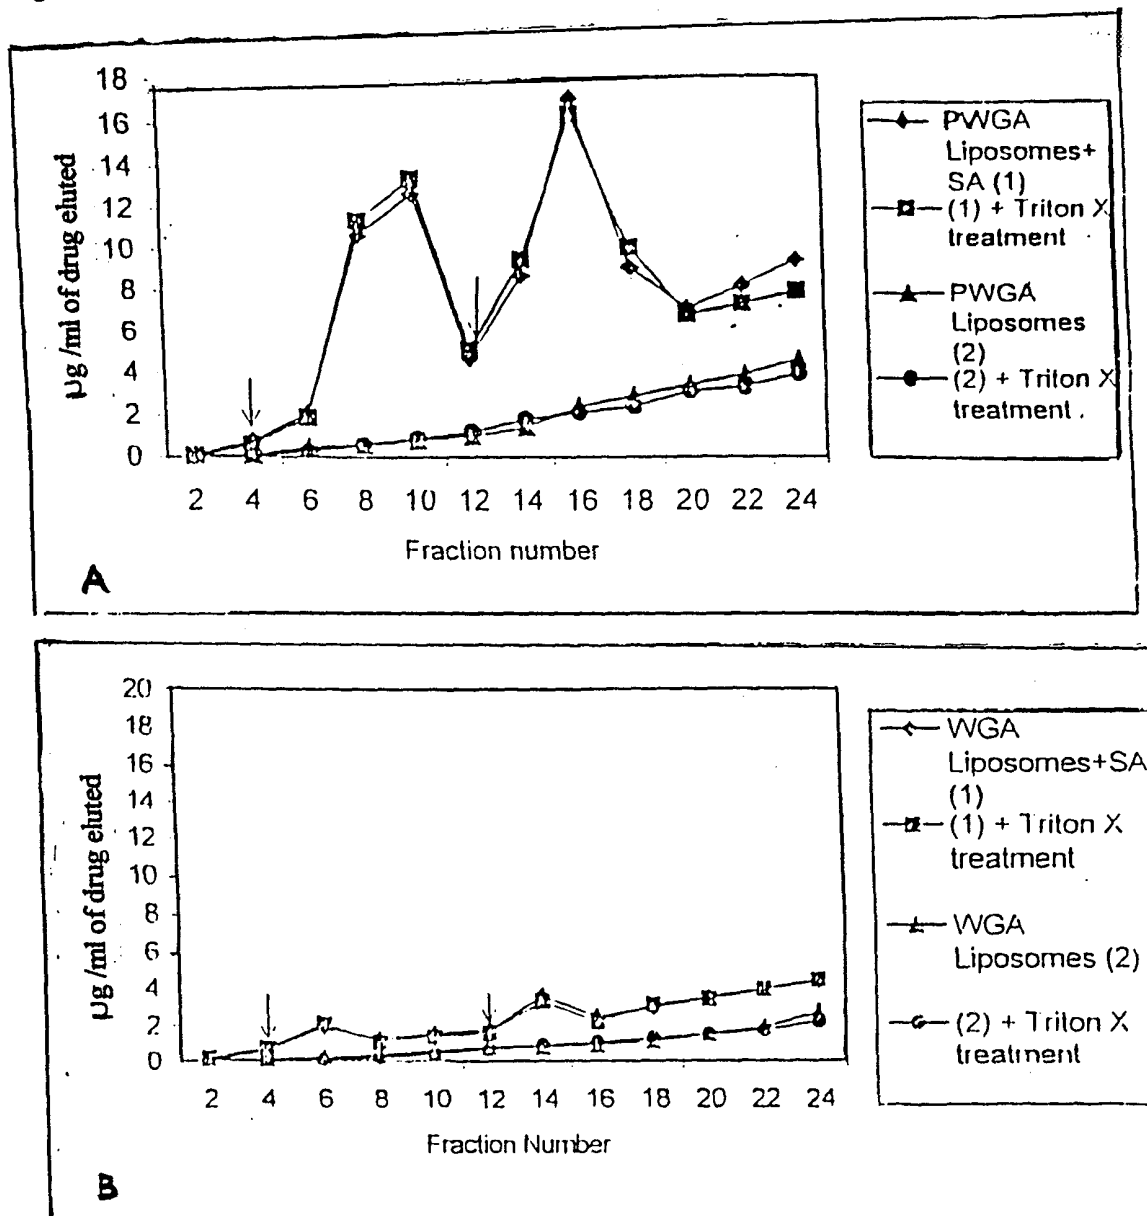 18
16
14
12
10
8
6
4
2
0
µg /ml of drug eluted
2 4 6 8 10 12 14 16 18 20 22 24
Fraction number
A
PWGA
Liposomes+
SA (1)
(1) + Triton X
treatment
PWGA
Liposomes
(2)
(2) + Triton X
treatment .
20
18
16
14
12
10
8
6
4
2
0
µg /ml of drug eluted
2 4 6 8 10 12 14 16 18 20 22 24
Fraction Number
B
WGA
Liposomes+SA
(1)
(1) + Triton X
treatment
WGA
Liposomes (2)
(2) + Triton X
treatment